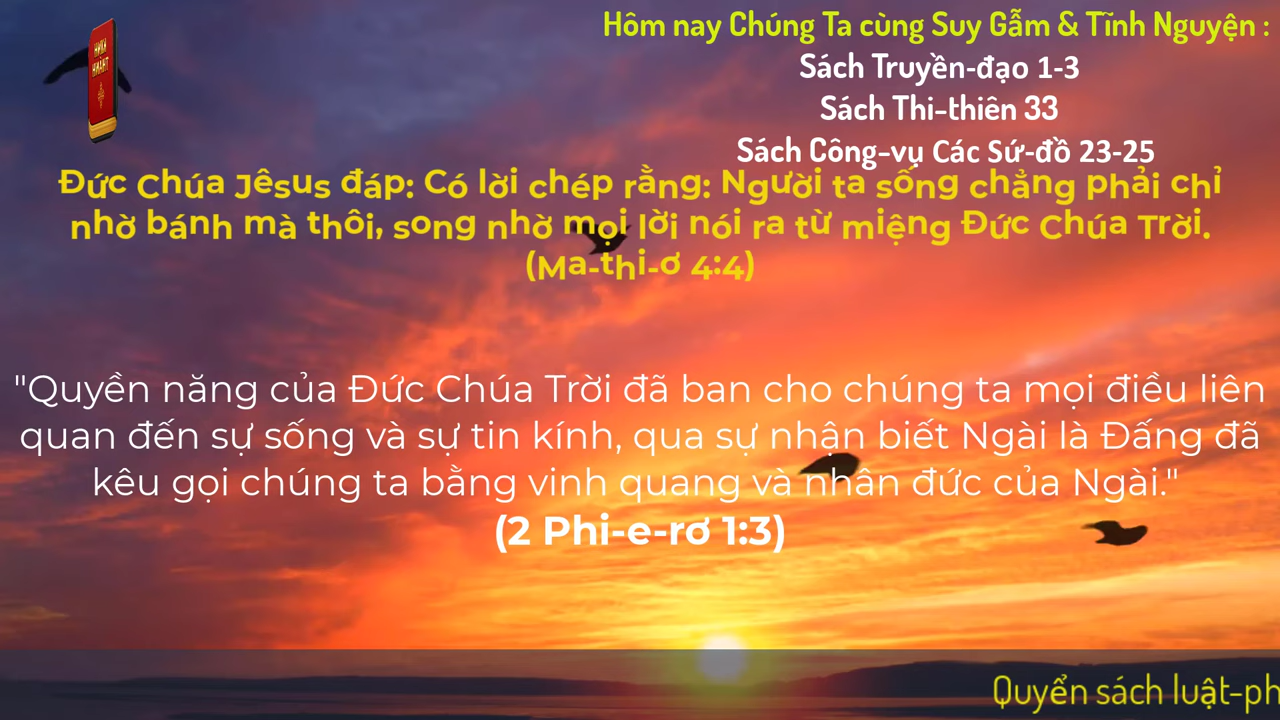 Hôm nay Chúng Ta cùng Suy Gẫm & Tĩnh Nguyện :
Sách Truyền-đạo 1-3
Sách Thi-thiên 33
Sách Công-vụ Các Sứ-đồ 23-25
Đức Chúa Jêsus đáp: Có lời chép rằng: Người ta sống chẳng phải chỉ
nhờ bánh mà thôi, song nhờ mọi lời nói ra từ miệng Đức Chúa Trời.
(Ma-thi-ơ 4:4)
"Quyền năng của Đức Chúa Trời đã ban cho chúng ta mọi điều liên
quan đến sự sống và sự tin kính, qua sự nhận biết Ngài là Đấng đã
kêu gọi chúng ta bằng vinh quang và nhân đức của Ngài."
(2 Phi-e-rơ 1:3)
Quyển sách luật-ph